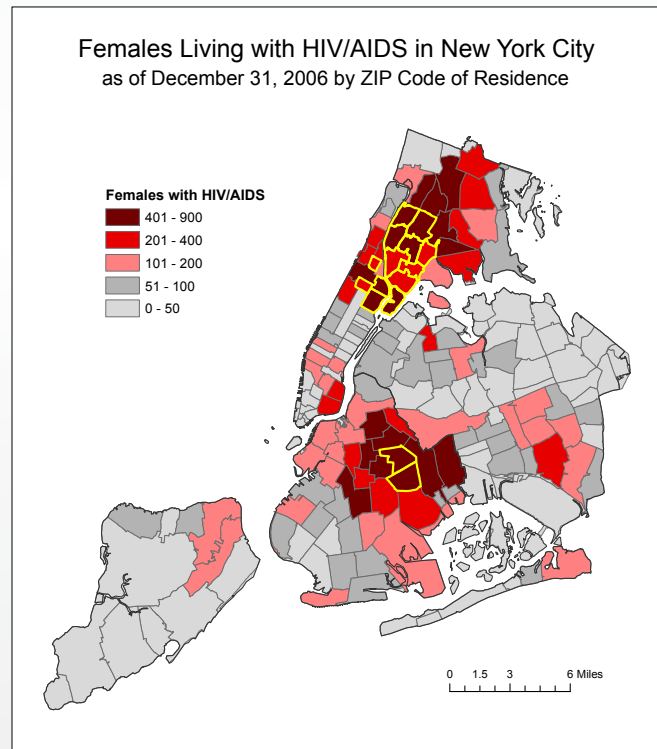 Females Living with HIV/AIDS in New York City
as of December 31, 2006 by ZIP Code of Residence
Females with HIV/AIDS
401 - 900
201 - 400
101 - 200
51 - 100
0 - 50
0 1.5 3 6 Miles